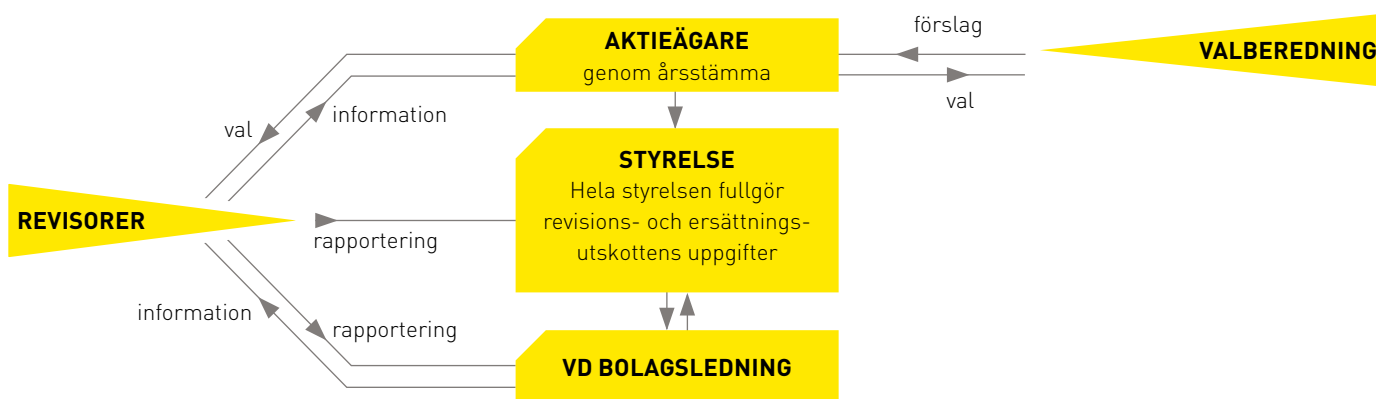 AKTIEÄGARE
genom årsstämma
förslag
VALBEREDNING
val
val
information
STYRELSE
Hela styrelsen fullgör
revisions- och ersättnings-
utskottens uppgifter
REVISORER
rapportering
information
rapportering
VD BOLAGSLEDNING